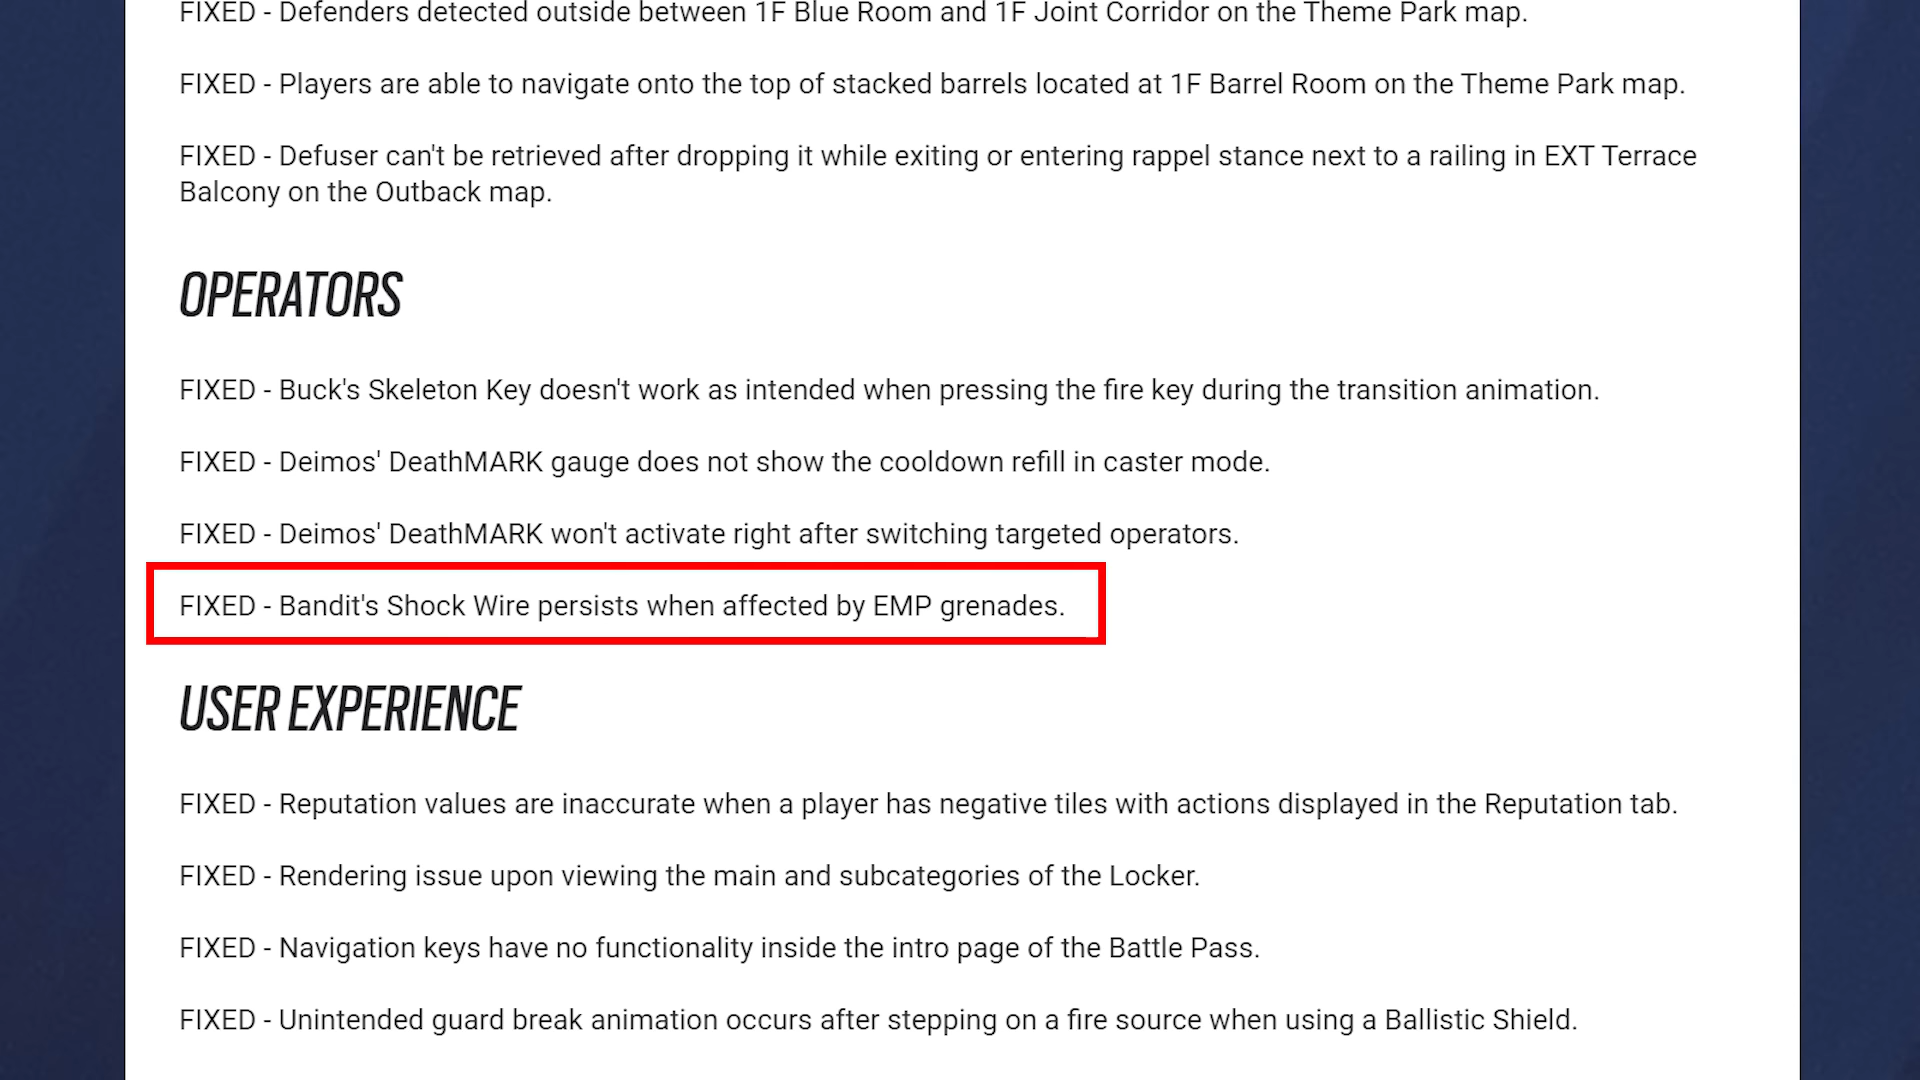 FIXED - Defenders detected outside between 1F Blue Room and 1F Joint Corridor on the Theme Park map.
FIXED - Players are able to navigate onto the top of stacked barrels located at 1F Barrel Room on the Theme Park map.
FIXED - Defuser can't be retrieved after dropping it while exiting or entering rappel stance next to a railing in EXT Terrace
Balcony on the Outback map.
OPERATORS
FIXED - Buck's Skeleton Key doesn't work as intended when pressing the fire key during the transition animation.
FIXED - Deimos' DeathMARK gauge does not show the cooldown refill in caster mode.
FIXED - Deimos' DeathMARK won't activate right after switching targeted operators.
FIXED - Bandit's Shock Wire persists when affected by EMP grenades.
USER EXPERIENCE
FIXED - Reputation values are inaccurate when a player has negative tiles with actions displayed in the Reputation tab.
FIXED - Rendering issue upon viewing the main and subcategories of the Locker.
FIXED - Navigation keys have no functionality inside the intro page of the Battle Pass.
FIXED - Unintended guard break animation occurs after stepping on a fire source when using a Ballistic Shield.